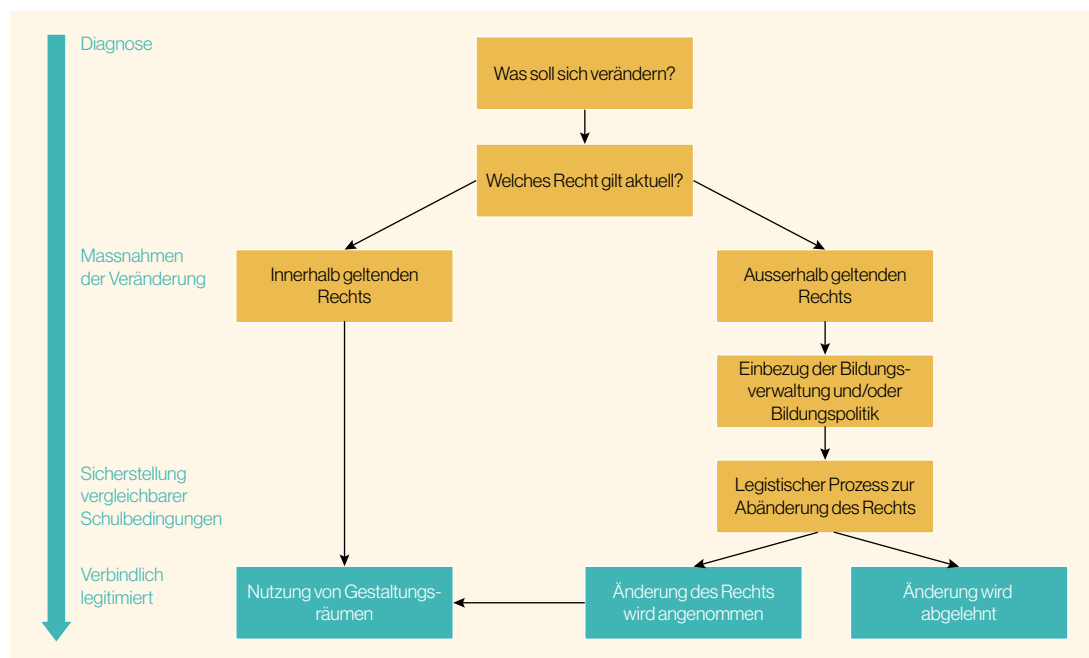 Diagnose
Was soll sich verändern?
Welches Recht gilt aktuell?
Massnahmen
der Veränderung
Innerhalb geltenden
Rechts
Ausserhalb geltenden
Rechts
Einbezug der Bildungs-
verwaltung und/oder
Bildungspolitik
Sicherstellung
vergleichbarer
Schulbedingungen
Legistischer Prozess zur
Abänderung des Rechts
Verbindlich
legitimiert
Nutzung von Gestaltungs-
räumen
Änderung des Rechts
wird angenommen
Änderung wird
abgelehnt